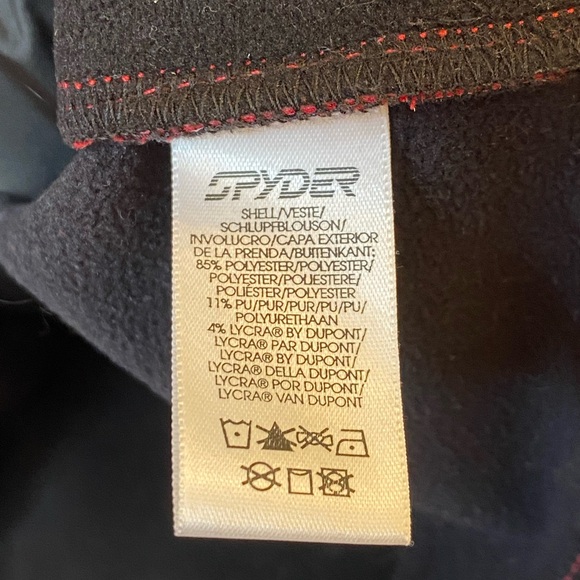 SPYDER
SHELL/VESTE/
SCHLUPFBLOUSON/
INVOLUCRO/CAPA EXTERIOR
DE LA PRENDA/BUITENKANT:
85% POLYESTER/POLYESTER/
POLYESTER/POLIESTERE/
POLIÉSTER/POLYESTER
11% PU/PUR/PUR/PU/PU/
POLYURETHAAN
4% LYCRA® BY DUPONT/
LYCRA® PAR DUPONT/
LYCRA® BY DUPONT/
LYCRA® DELLA DUPONT/
LYCRA® POR DUPONT/
LYCRA® VAN DUPONT